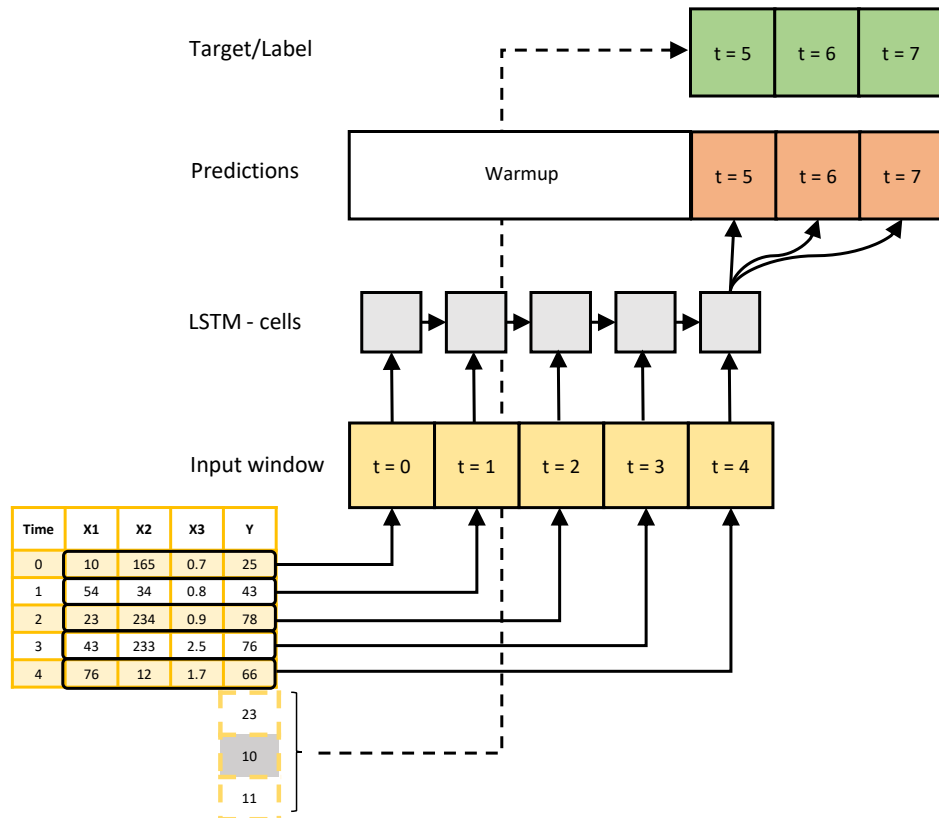 Target/Label
t = 5 t = 6 t = 7
Predictions
Warmup
t = 5 t = 6 t = 7
LSTM - cells
Input window
t = 0 t = 1 t = 2 t = 3 t = 4
Time X1 X2 X3 Y
0 10 165 0.7 25
1 54 34 0.8 43
2 23 234 0.9 78
3 43 233 2.5 76
4 76 12 1.7 66
23
10
11